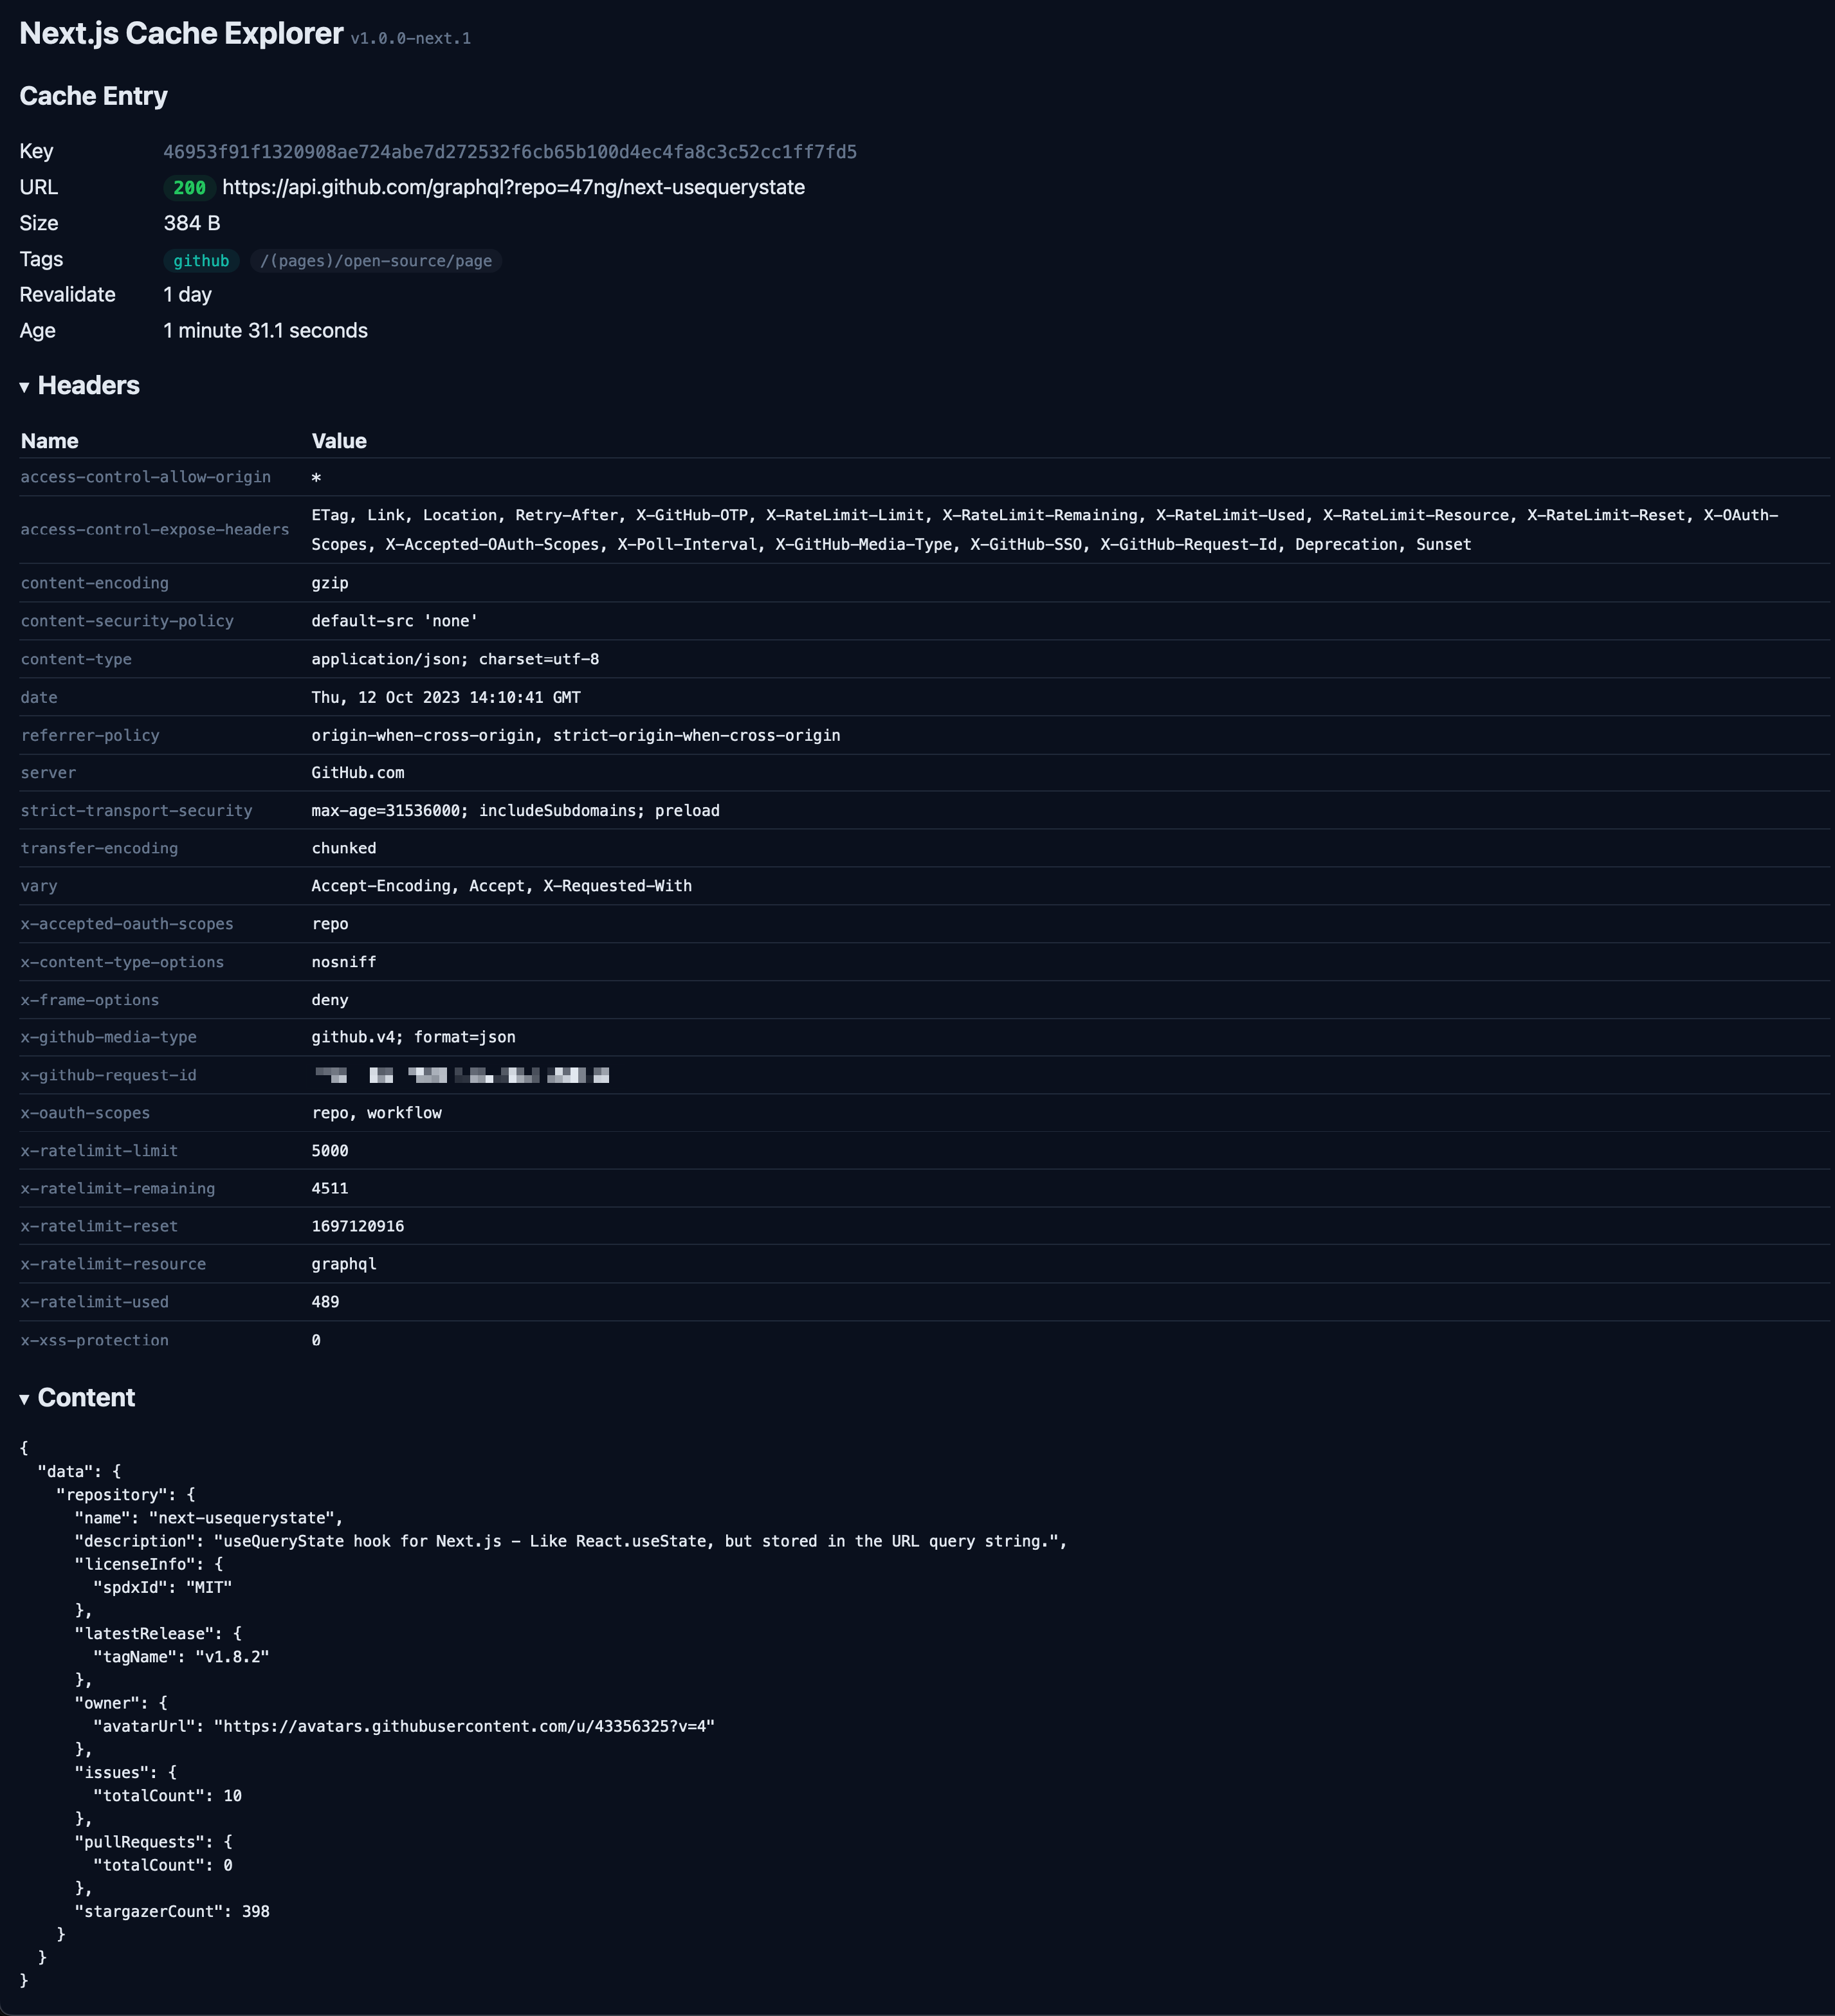 Next.js Cache Explorer v1.0.0-next.1
Cache Entry
Key 46953f91f1320908ae724abe7d272532f6cb65b100d4ec4fa8c3c52cc1ff7fd5
URL 200 https://api.github.com/graphql?repo=47ng/next-usequerystate
Size 384 B
Tags github /(pages)/open-source/page
Revalidate 1 day
Age 1 minute 31.1 seconds
▾ Headers
Name Value
access-control-allow-origin *
access-control-expose-headers ETag, Link, Location, Retry-After, X-GitHub-OTP, X-RateLimit-Limit, X-RateLimit-Remaining, X-RateLimit-Used, X-RateLimit-Resource, X-RateLimit-Reset, X-OAuth-
Scopes, X-Accepted-OAuth-Scopes, X-Poll-Interval, X-GitHub-Media-Type, X-GitHub-SSO, X-GitHub-Request-Id, Deprecation, Sunset
content-encoding gzip
content-security-policy default-src 'none'
content-type application/json; charset=utf-8
date Thu, 12 Oct 2023 14:10:41 GMT
referrer-policy origin-when-cross-origin, strict-origin-when-cross-origin
server GitHub.com
strict-transport-security max-age=31536000; includeSubdomains; preload
transfer-encoding chunked
vary Accept-Encoding, Accept, X-Requested-With
x-accepted-oauth-scopes repo
x-content-type-options nosniff
x-frame-options deny
x-github-media-type github.v4; format=json
x-github-request-id
x-oauth-scopes repo, workflow
x-ratelimit-limit 5000
x-ratelimit-remaining 4511
x-ratelimit-reset 1697120916
x-ratelimit-resource graphql
x-ratelimit-used 489
x-xss-protection 0
▾ Content
{
  "data": {
    "repository": {
      "name": "next-usequerystate",
      "description": "useQueryState hook for Next.js - Like React.useState, but stored in the URL query string.",
      "licenseInfo": {
        "spdxId": "MIT"
      },
      "latestRelease": {
        "tagName": "v1.8.2"
      },
      "owner": {
        "avatarUrl": "https://avatars.githubusercontent.com/u/43356325?v=4"
      },
      "issues": {
        "totalCount": 10
      },
      "pullRequests": {
        "totalCount": 0
      },
      "stargazerCount": 398
    }
  }
}